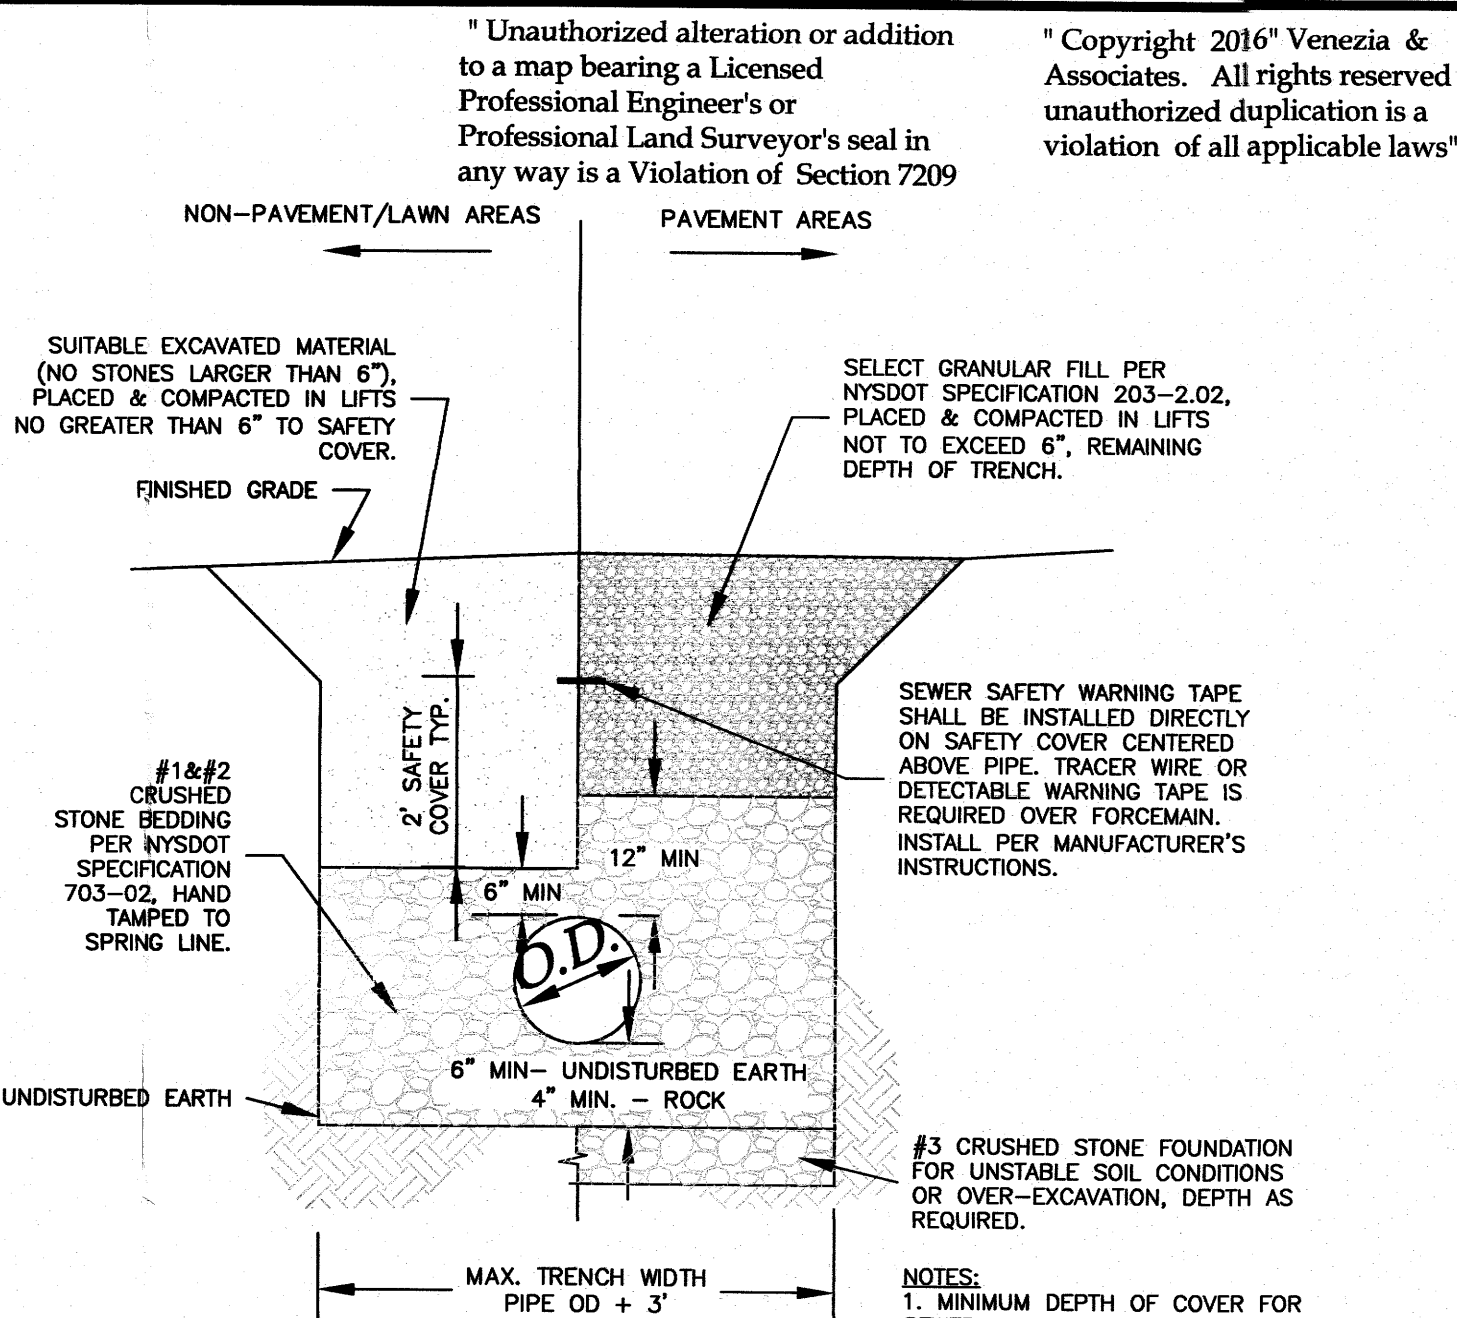 " Unauthorized alteration or addition
to a map bearing a Licensed
Professional Engineer's or
Professional Land Surveyor's seal in
any way is a Violation of Section 7209
" Copyright 2016" Venezia &
Associates. All rights reserved
unauthorized duplication is a
violation of all applicable laws"
NON-PAVEMENT/LAWN AREAS
PAVEMENT AREAS
SUITABLE EXCAVATED MATERIAL
(NO STONES LARGER THAN 6"),
PLACED & COMPACTED IN LIFTS
NO GREATER THAN 6" TO SAFETY
COVER.
SELECT GRANULAR FILL PER
NYSDOT SPECIFICATION 203-2.02,
PLACED & COMPACTED IN LIFTS
NOT TO EXCEED 6", REMAINING
DEPTH OF TRENCH.
FINISHED GRADE
2' SAFETY
COVER TYP.
SEWER SAFETY WARNING TAPE
SHALL BE INSTALLED DIRECTLY
ON SAFETY COVER CENTERED
ABOVE PIPE. TRACER WIRE OR
DETECTABLE WARNING TAPE IS
REQUIRED OVER FORCEMAIN.
INSTALL PER MANUFACTURER'S
INSTRUCTIONS.
#1&#2
CRUSHED
STONE BEDDING
PER NYSDOT
SPECIFICATION
703-02, HAND
TAMPED TO
SPRING LINE.
12" MIN
6" MIN
O.D.
6" MIN- UNDISTURBED EARTH
4" MIN. - ROCK
UNDISTURBED EARTH
#3 CRUSHED STONE FOUNDATION
FOR UNSTABLE SOIL CONDITIONS
OR OVER-EXCAVATION, DEPTH AS
REQUIRED.
MAX. TRENCH WIDTH
PIPE OD + 3'
NOTES:
1. MINIMUM DEPTH OF COVER FOR